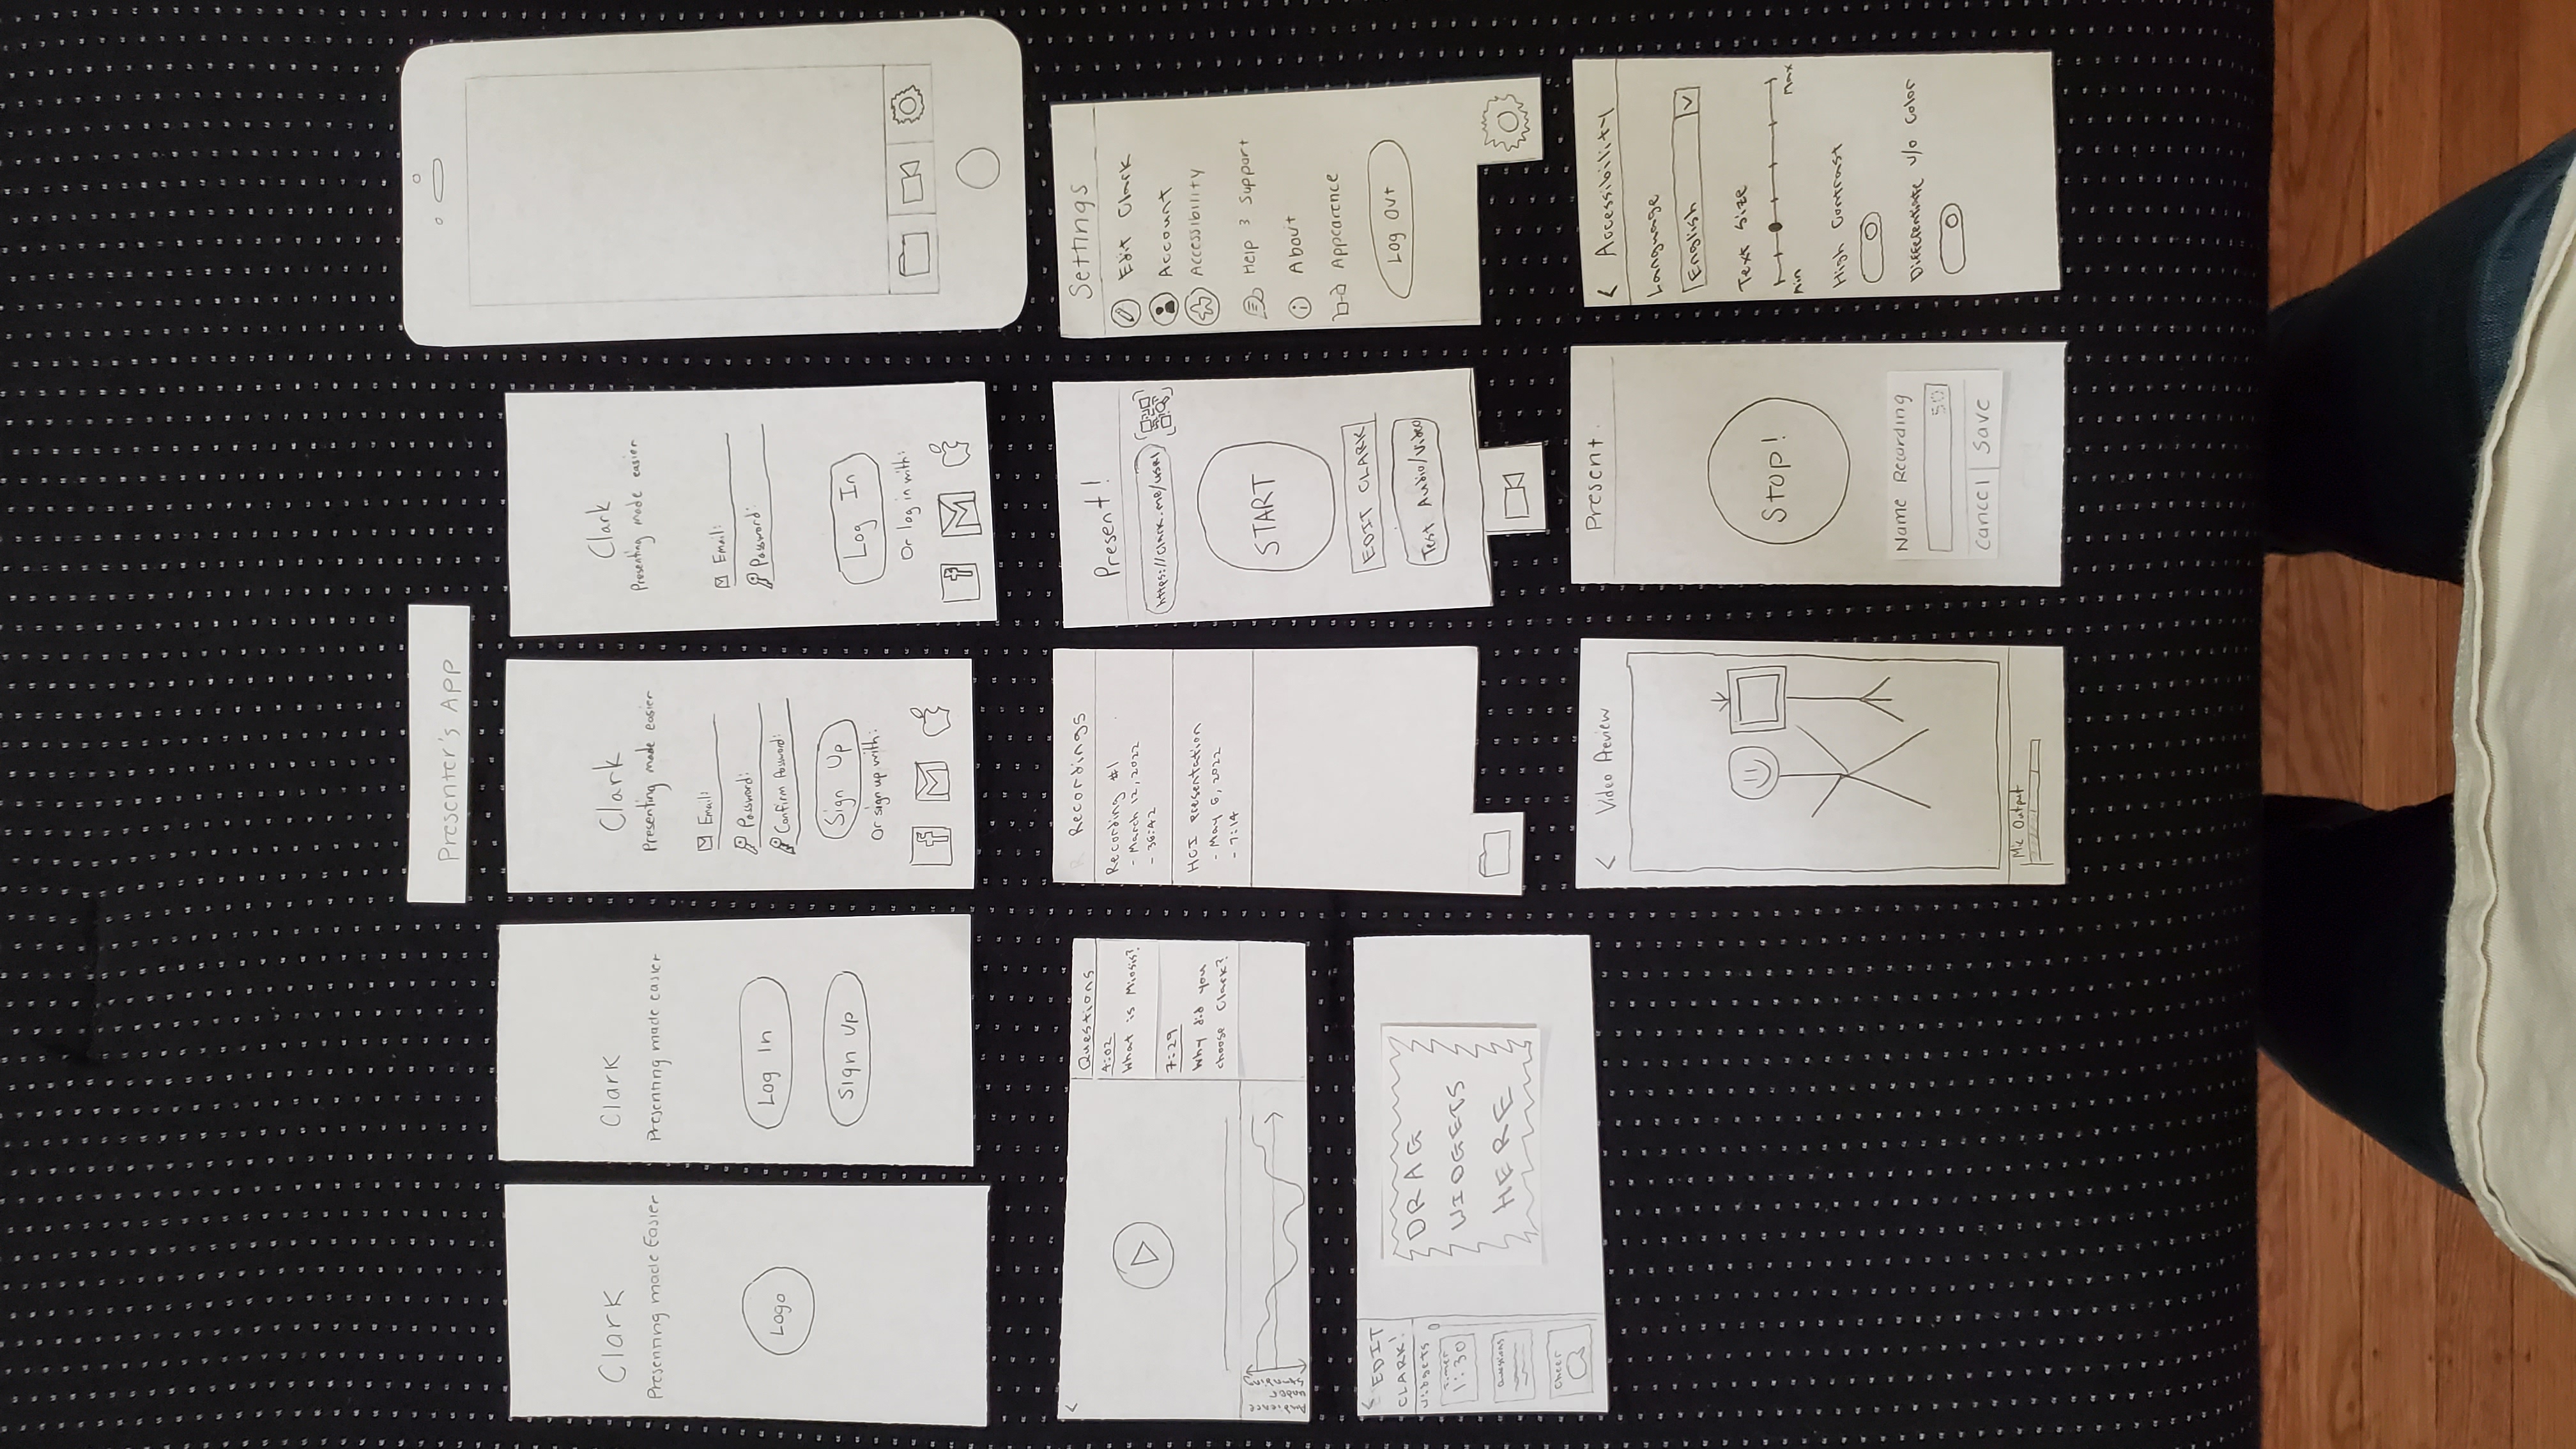 Presenter's App
Clark
Presenting made Easier
Logo
Clark
Presenting made easier
Log In
Sign up
Clark
Presenting made easier
Email:
Password:
Confirm Password:
Sign Up
Or sign up with:
f
M
Clark
Presenting made easier
Email:
Password:
Log In
Or log in with:
f
M
<
Questions
4:02
What is Miosis?
7:29
Why did you
choose Clark?
Audience
under
standing
Recordings
Recording #1
- March 12, 2022
- 36:42
HCI presentation
- May 6, 2022
- 7:14
Present!
https://clark.me/user1
START
EDIT CLARK
Test Audio/Video
Settings
Edit Clark
Account
Accessibility
Help & Support
i About
Appearence
Log Out
< EDIT
CLARK!
Widgets
Timer
1:30
Questions
Cheer
DRAG
WIDGETS
HERE
< Video Preview
Mic Output
Present
Stop!
Name Recording
50
Cancel | Save
< Accessibility
Language
English
Text Size
Min
Max
High Contrast
Differentiate w/o Color